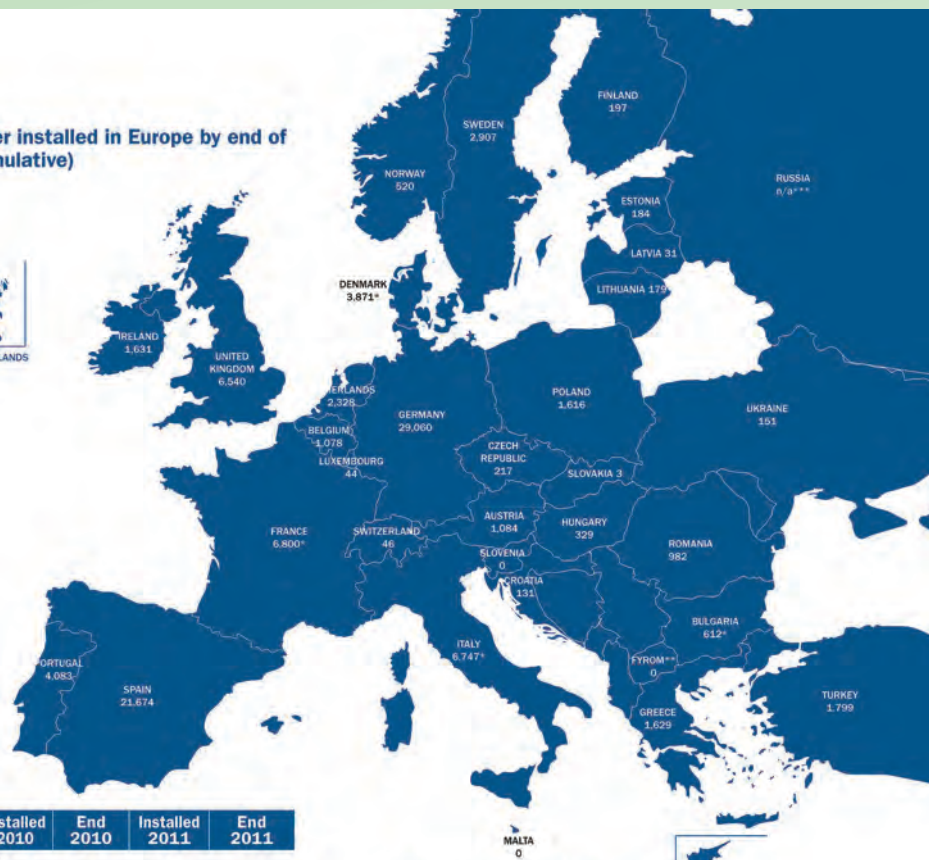 er installed in Europe by end of
nulative)
FINLAND
197
SWEDEN
2,907
NORWAY
520
RUSSIA
n/a***
ESTONIA
184
LATVIA 31
LITHUANIA 179
DENMARK
3,871*
LANDS
IRELAND
1,631
UNITED
KINGDOM
6,540
ERLANDS
2,328
BELGIUM
1,078
LUXEMBOURG
44
GERMANY
29,060
POLAND
1,616
UKRAINE
151
CZECH
REPUBLIC
217
SLOVAKIA 3
FRANCE
6,800*
SWITZERLAND
46
AUSTRIA
1,084
HUNGARY
329
ROMANIA
982
SLOVENIA
0
CROATIA
131
BULGARIA
612*
ITALY
6,747*
FYROM**
0
PORTUGAL
4,083
SPAIN
21,674
GREECE
1,629
TURKEY
1,799
stalled
2010
End
2010
Installed
2011
End
2011
MALTA
0